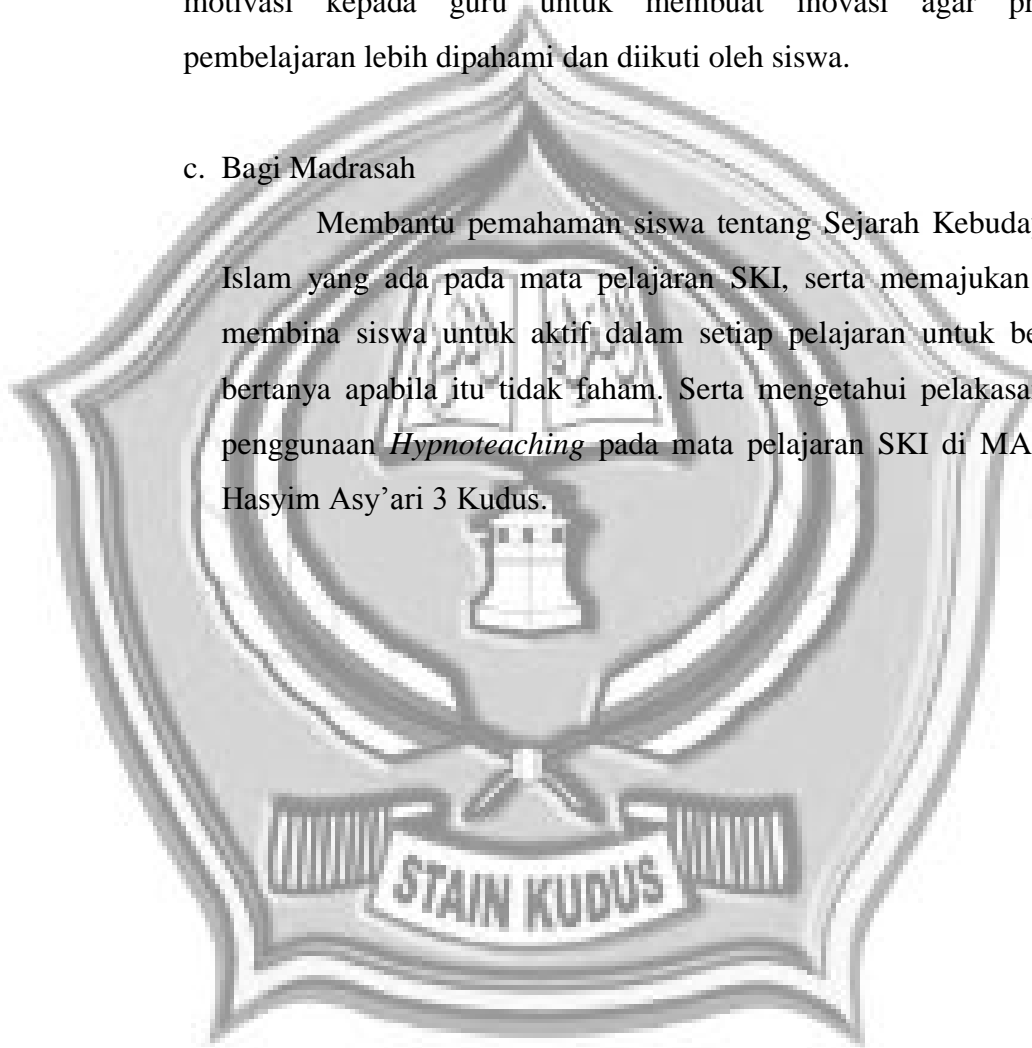 motivasi kepada guru untuk membuat inovasi agar
pembelajaran lebih dipahami dan diikuti oleh siswa.
c. Bagi Madrasah
Membantu pemahaman siswa tentang Sejarah
Islam yang ada pada mata pelajaran SKI, serta memajukan
membina siswa untuk aktif dalam setiap pelajaran untuk
bertanya apabila itu tidak faham. Serta mengetahui
penggunaan Hypnoteaching pada mata pelajaran SKI di MA
Hasyim Asy'ari 3 Kudus.
STAIN KUDUS